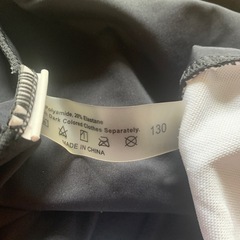 Polyamide, 20% Elastane
Dark Colored Clothes Separately.
130
MADE IN CHINA